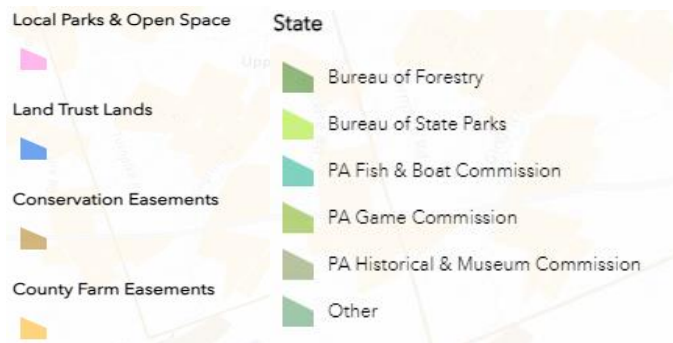 Local Parks & Open Space
Land Trust Lands
Conservation Easements
County Farm Easements
State
Bureau of Forestry
Bureau of State Parks
PA Fish & Boat Commission
PA Game Commission
PA Historical & Museum Commission
Other